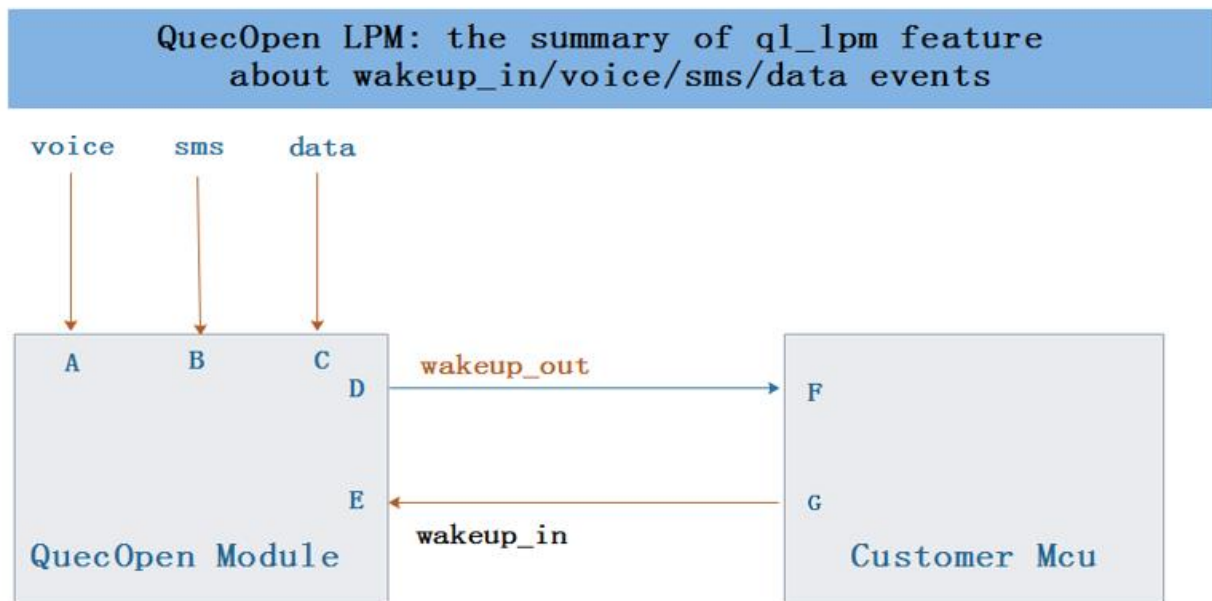 QuecOpen LPM: the summary of ql_lpm feature
about wakeup_in/voice/sms/data events
voice sms data
A B C
D wakeup_out F
E G
wakeup_in
QuecOpen Module Customer Mcu